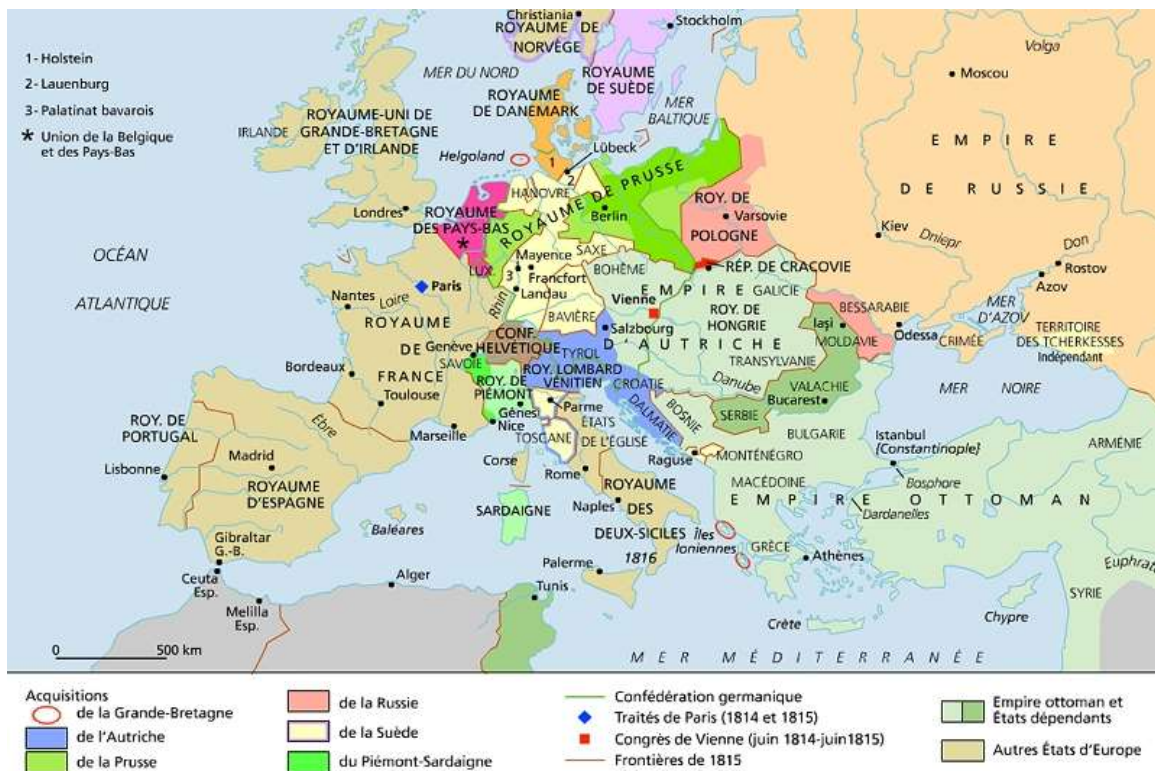 1- Holstein
2- Lauenburg
3- Palatinat bavarois
* Union de la Belgique
et des Pays-Bas
Christiania
ROYAUME DE
NORVÈGE
Stockholm
MER DU NORD
ROYAUME
DE SUÈDE
ROYAUME
DE DANEMARK
MER
BALTIQUE
Volga
Moscou
IRLANDE
ROYAUME-UNI DE
GRANDE-BRETAGNE
ET D'IRLANDE
Helgoland
1
2
Lübeck
EMPIRE
DE RUSSIE
HANOVRE
ROYAUME DE PRUSSE
Berlin
Londres
ROYAUME
DES PAYS-BAS
*
ROY. DE
POLOGNE
Varsovie
Kiev
Dniepr
Don
OCÉAN
ATLANTIQUE
LUX
Mayence
3
Francfort
Landau
SAXE
BOHÊME
RÉP. DE CRACOVIE
Rostov
Azov
Paris
Nantes
Loire
Rhin
BAVIÈRE
Vienne
EMPIRE
D'AUTRICHE
GALICIE
ROY.
DE
HONGRIE
BESSARABIE
MER
D'AZOV
ROYAUME
DE
FRANCE
Genève
CONF.
HELVÉTIQUE
SAVOIE
Salzbourg
TYROL
TRANSYLVANIE
Iaşi
MOLDAVIE
Odessa
CRIMÉE
TERRITOIRE
DES TCHERKESSES
Indépendant
Bordeaux
Toulouse
ROY. DE
PIÉMONT
ROY. LOMBARD
VÉNITIEN
CROATIE
Danube
VALACHIE
Bucarest
MER NOIRE
ROY. DE
PORTUGAL
Èbre
Marseille
Gênes
Nice
Parme
TOSCANE
ÉTATS
DE L'ÉGLISE
DALMATIE
BOSNIE
SERBIE
BULGARIE
Istanbul
{Constantinople}
ARMÉNIE
Lisbonne
Madrid
ROYAUME
D'ESPAGNE
Corse
Rome
Raguse
MONTÉNÉGRO
MACÉDOINE
Bosphore
EMPIRE OTTOMAN
Dardanelles
Baléares
SARDAIGNE
Naples
ROYAUME
DES
DEUX-SICILES
1816
Îles
Ioniennes
GRÈCE
Athènes
Gibraltar
G.-B.
Ceuta
Esp.
Melilla
Esp.
Alger
Tunis
Palerme
Crète
Chypre
SYRIE
Euphrate
0
500 km
MER MÉDITERRANÉE
Acquisitions
de la Grande-Bretagne
de l'Autriche
de la Prusse
de la Russie
de la Suède
du Piémont-Sardaigne
Confédération germanique
Traités de Paris (1814 et 1815)
Congrès de Vienne (juin 1814-juin1815)
Frontières de 1815
Empire ottoman et
États dépendants
Autres États d'Europe